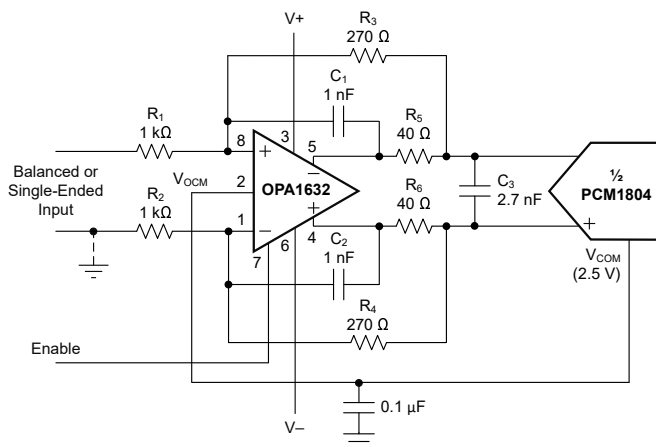 V+
R3
270 Ω
C1
1 nF
R1
1 kΩ
R5
40 Ω
8
+
3
5
–
Balanced or
Single-Ended
Input
VOCM
2
OPA1632
R2
1 kΩ
1
–
6
+
4
7
R6
40 Ω
C3
2.7 nF
½
PCM1804
+
VCOM
(2.5 V)
C2
1 nF
R4
270 Ω
Enable
V–
0.1 µF